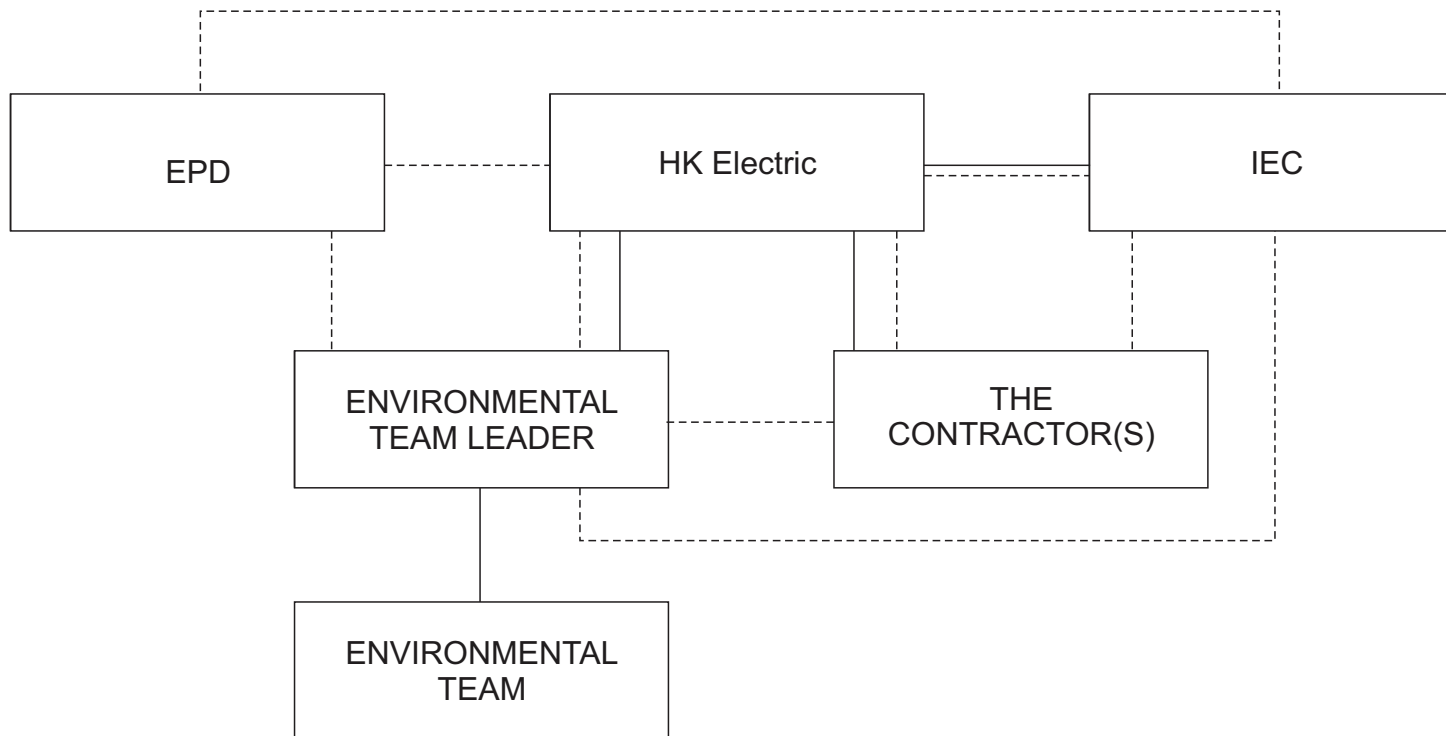 EPD
HK Electric
IEC
ENVIRONMENTAL
TEAM LEADER
THE
CONTRACTOR(S)
ENVIRONMENTAL
TEAM